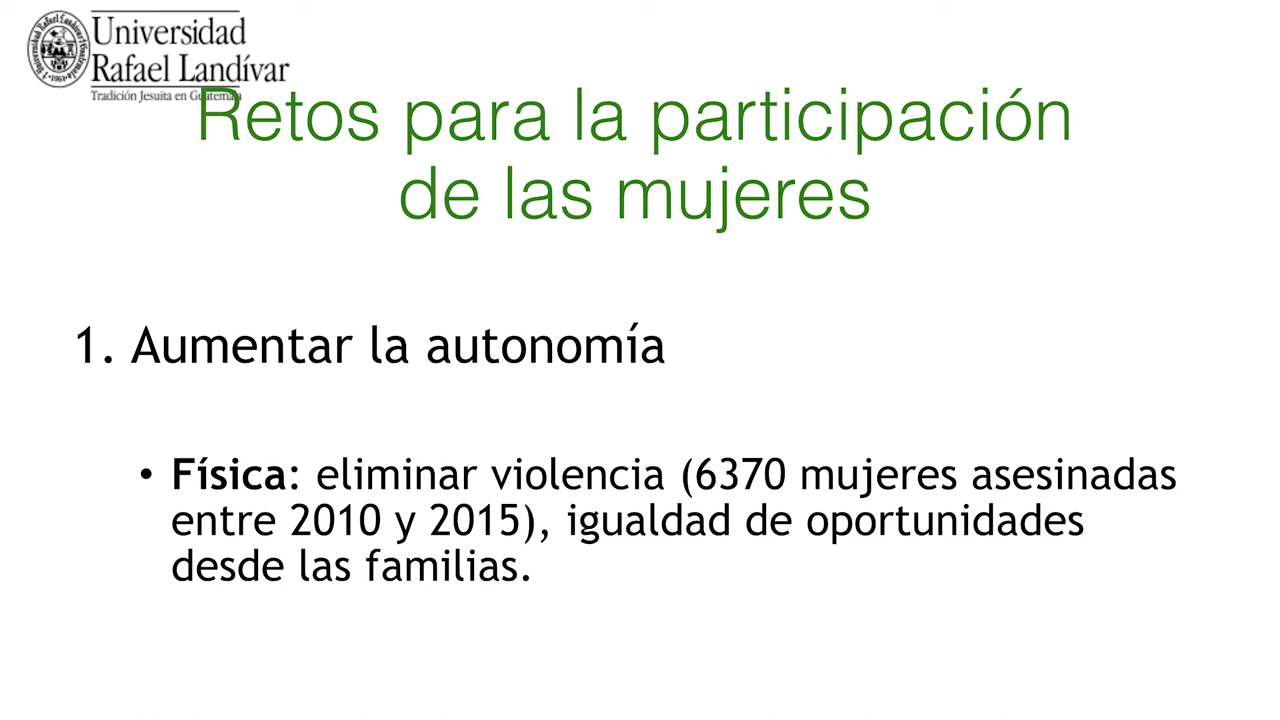 Universidad
Rafael Landívar
Tradición Jesuita en Guatemala
Retos para la participación
de las mujeres
1. Aumentar la autonomía
• Física: eliminar violencia (6370 mujeres asesinadas
entre 2010 y 2015), igualdad de oportunidades
desde las familias.